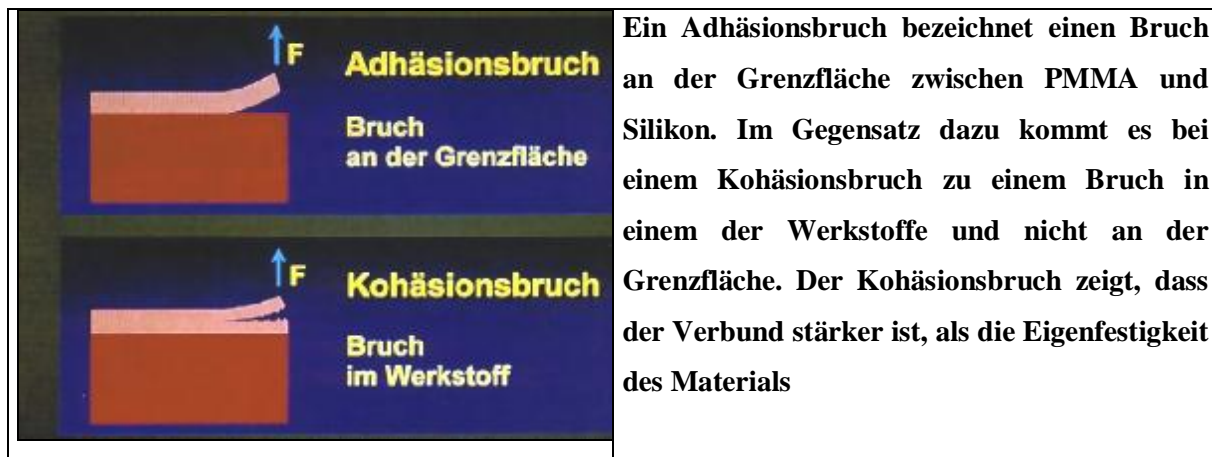 F
Adhäsionsbruch
Bruch
an der Grenzfläche
F
Kohäsionsbruch
Bruch
im Werkstoff
Ein Adhäsionsbruch bezeichnet einen Bruch
an der Grenzfläche zwischen PMMA und
Silikon. Im Gegensatz dazu kommt es bei
einem Kohäsionsbruch zu einem Bruch in
einem der Werkstoffe und nicht an der
Grenzfläche. Der Kohäsionsbruch zeigt, dass
der Verbund stärker ist, als die Eigenfestigkeit
des Materials